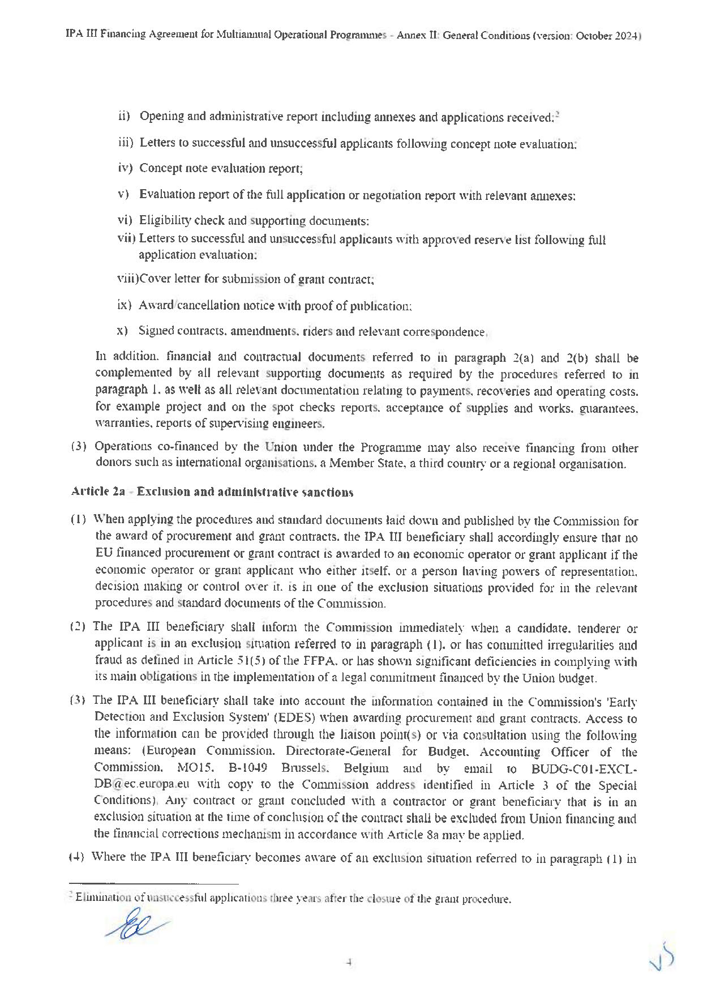 IPA III Financing Agreement for Multiannual Operational Programmes - Annex II: General Conditions (version: October 2024)
ii) Opening and administrative report including annexes and applications received;2
iii) Letters to successful and unsuccessful applicants following concept note evaluation;
iv) Concept note evaluation report;
v) Evaluation report of the full application or negotiation report with relevant annexes;
vi) Eligibility check and supporting documents;
vii) Letters to successful and unsuccessful applicants with approved reserve list following full
application evaluation;
viii)Cover letter for submission of grant contract;
ix) Award/cancellation notice with proof of publication;
x) Signed contracts, amendments, riders and relevant correspondence.
In addition, financial and contractual documents referred to in paragraph 2(a) and 2(b) shall be
complemented by all relevant supporting documents as required by the procedures referred to in
paragraph 1, as well as all relevant documentation relating to payments, recoveries and operating costs,
for example project and on the spot checks reports, acceptance of supplies and works, guarantees,
warranties, reports of supervising engineers.
(3) Operations co-financed by the Union under the Programme may also receive financing from other
donors such as international organisations, a Member State, a third country or a regional organisation.
Article 2a - Exclusion and administrative sanctions
(1) When applying the procedures and standard documents laid down and published by the Commission for
the award of procurement and grant contracts, the IPA III beneficiary shall accordingly ensure that no
EU financed procurement or grant contract is awarded to an economic operator or grant applicant if the
economic operator or grant applicant who either itself, or a person having powers of representation,
decision making or control over it, is in one of the exclusion situations provided for in the relevant
procedures and standard documents of the Commission.
(2) The IPA III beneficiary shall inform the Commission immediately when a candidate, tenderer or
applicant is in an exclusion situation referred to in paragraph (1), or has committed irregularities and
fraud as defined in Article 51(5) of the FFPA, or has shown significant deficiencies in complying with
its main obligations in the implementation of a legal commitment financed by the Union budget.
(3) The IPA III beneficiary shall take into account the information contained in the Commission's 'Early
Detection and Exclusion System' (EDES) when awarding procurement and grant contracts. Access to
the information can be provided through the liaison point(s) or via consultation using the following
means: (European Commission, Directorate-General for Budget, Accounting Officer of the
Commission, MO15, B-1049 Brussels, Belgium and by email to BUDG-C01-EXCL-
DB@ec.europa.eu with copy to the Commission address identified in Article 3 of the Special
Conditions). Any contract or grant concluded with a contractor or grant beneficiary that is in an
exclusion situation at the time of conclusion of the contract shall be excluded from Union financing and
the financial corrections mechanism in accordance with Article 8a may be applied.
(4) Where the IPA III beneficiary becomes aware of an exclusion situation referred to in paragraph (1) in
2 Elimination of unsuccessful applications three years after the closure of the grant procedure.
4